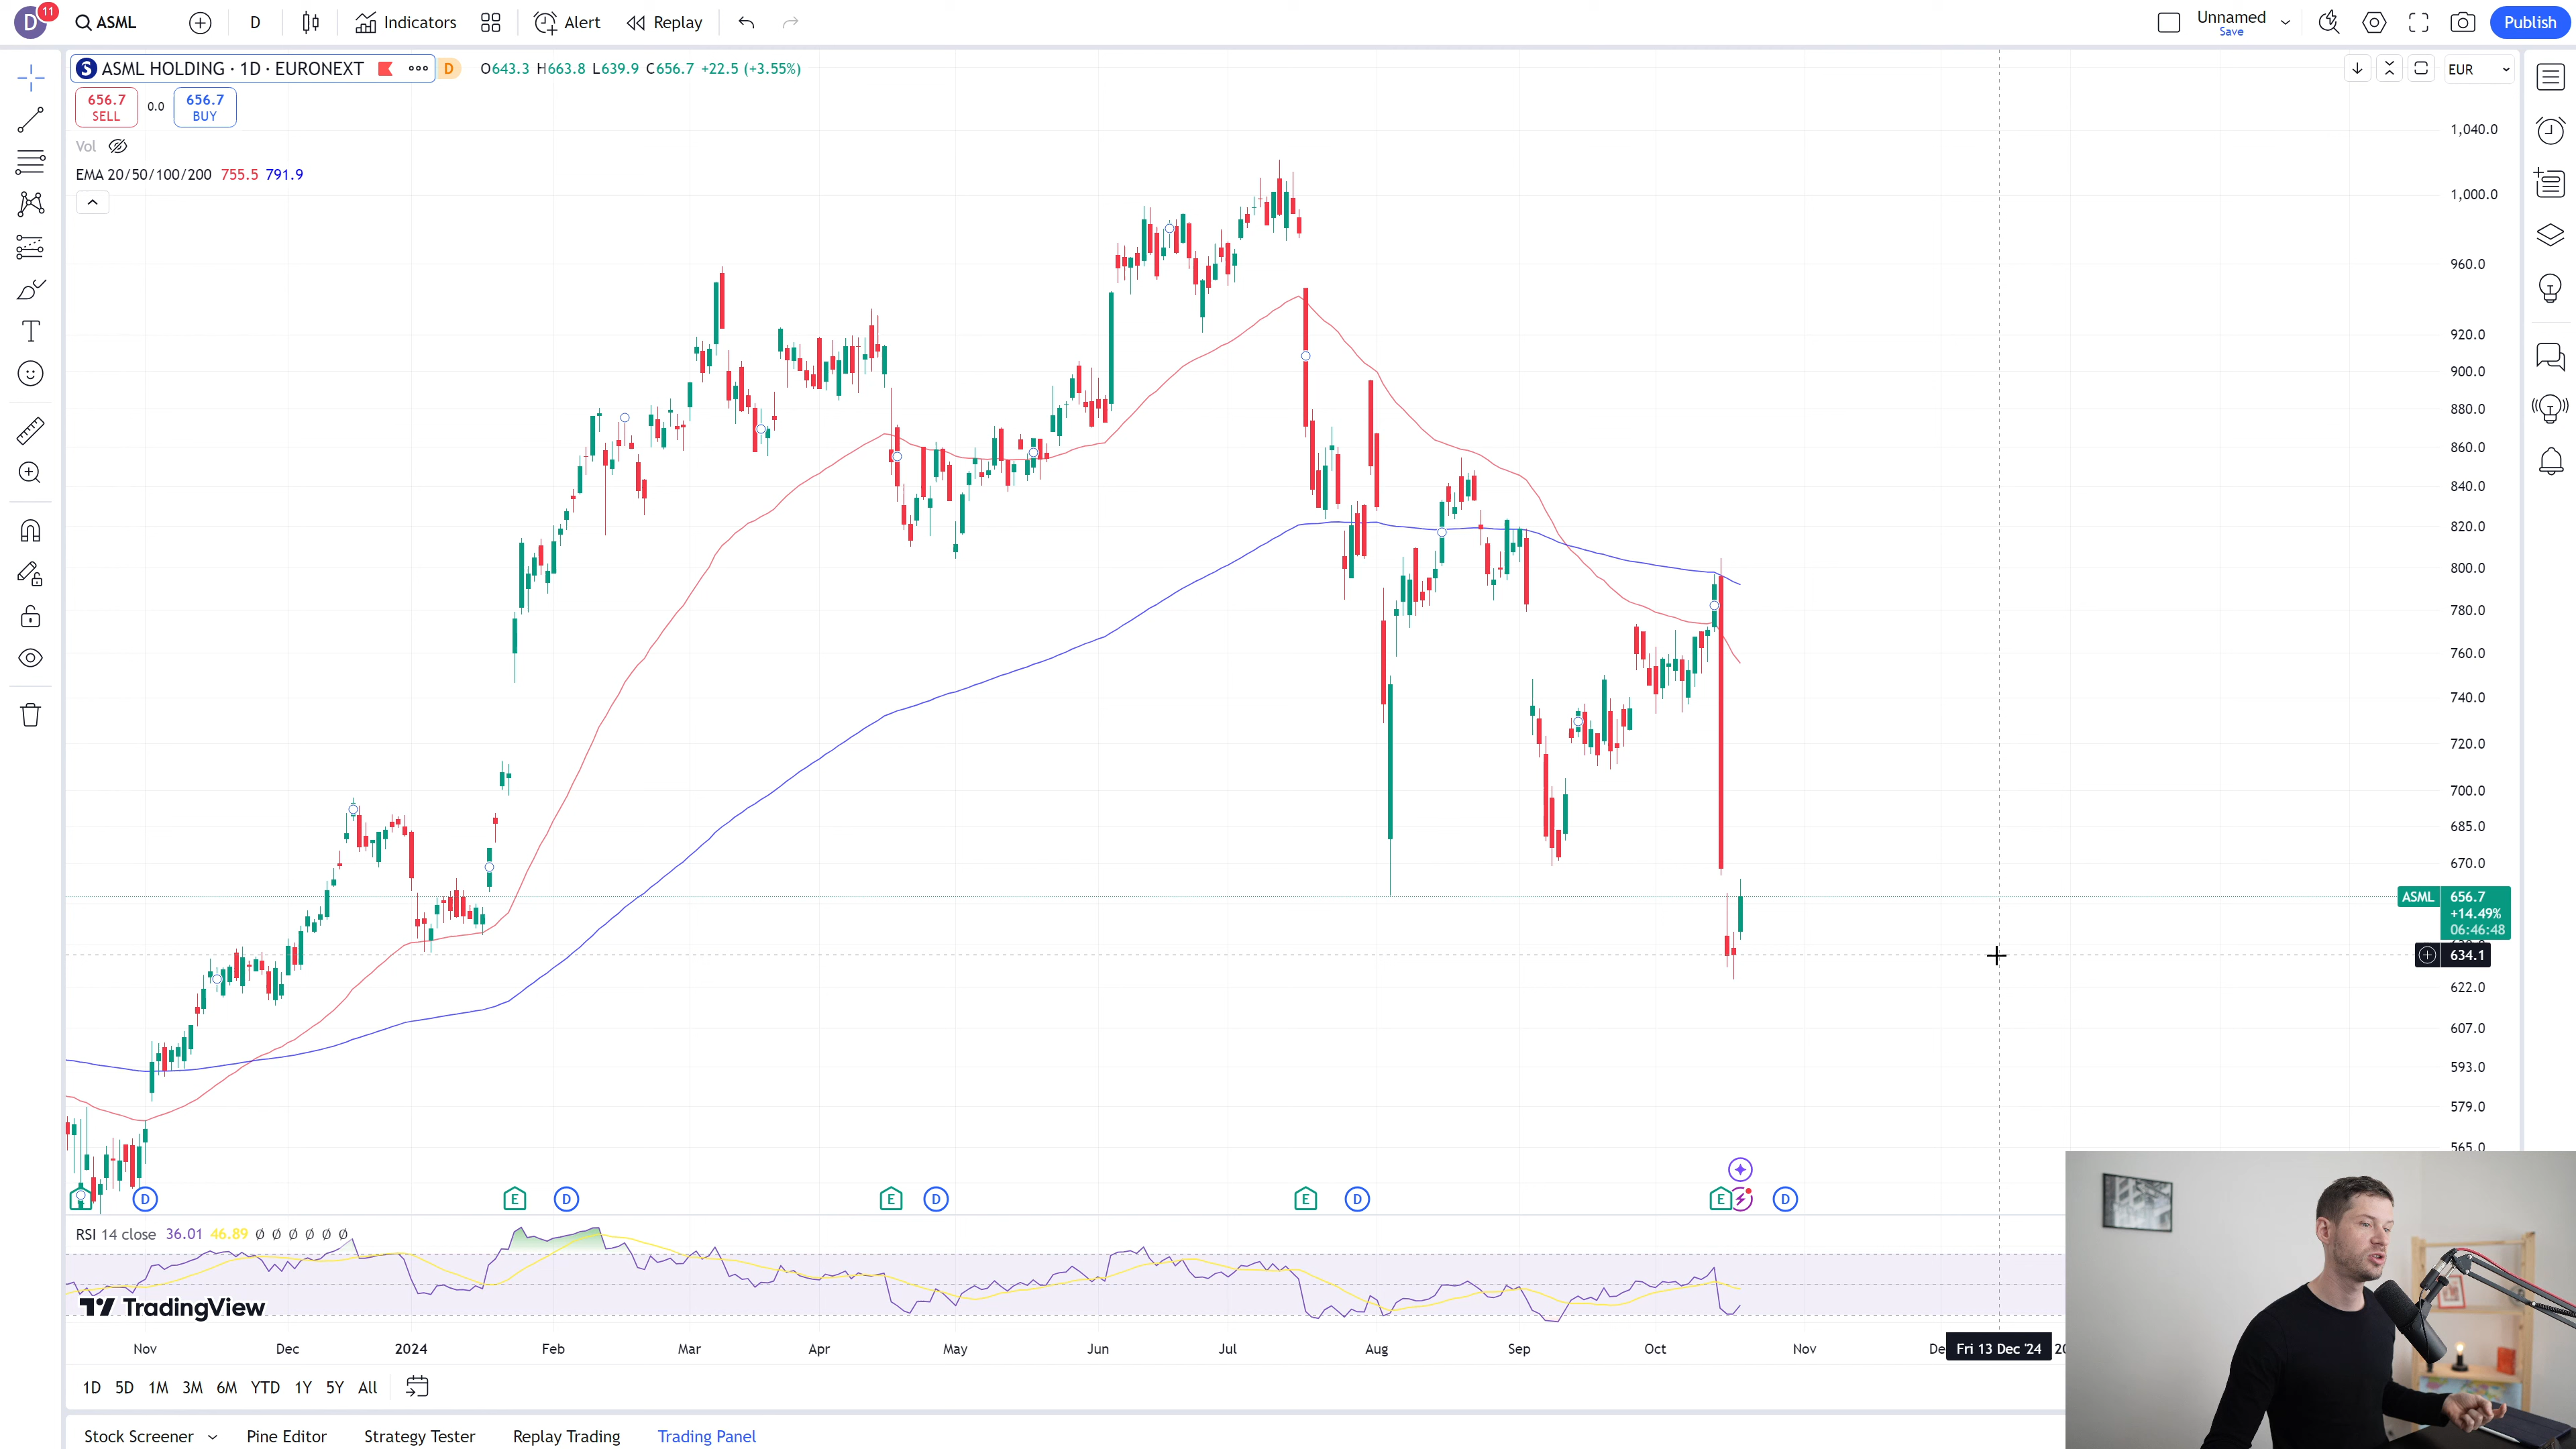 D 11 ASML D Indicators Alert Replay Unnamed Save Publish
S ASML HOLDING · 1D · EURONEXT D O643.3 H663.8 L639.9 C656.7 +22.5 (+3.55%) EUR
656.7 SELL 0.0 656.7 BUY
Vol
EMA 20/50/100/200 755.5 791.9
1,040.0
1,000.0
960.0
920.0
900.0
880.0
860.0
840.0
820.0
800.0
780.0
760.0
740.0
720.0
700.0
685.0
670.0
ASML 656.7
+14.49%
06:46:48
634.1
622.0
607.0
593.0
579.0
565.0
D E D E D E D E D
RSI 14 close 36.01 46.89 Ø Ø Ø Ø Ø Ø
TradingView
Nov Dec 2024 Feb Mar Apr May Jun Jul Aug Sep Oct Nov De Fri 13 Dec '24 20
1D 5D 1M 3M 6M YTD 1Y 5Y All
Stock Screener Pine Editor Strategy Tester Replay Trading Trading Panel